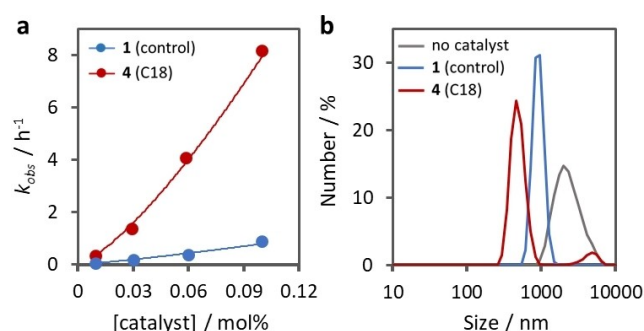 a
1 (control)
4 (C18)
8
6
4
2
0
k_obs / h⁻¹
0
0.03
0.06
0.09
0.12
[catalyst] / mol%
b
no catalyst
1 (control)
4 (C18)
30
20
10
0
Number / %
10
100
1000
10000
Size / nm